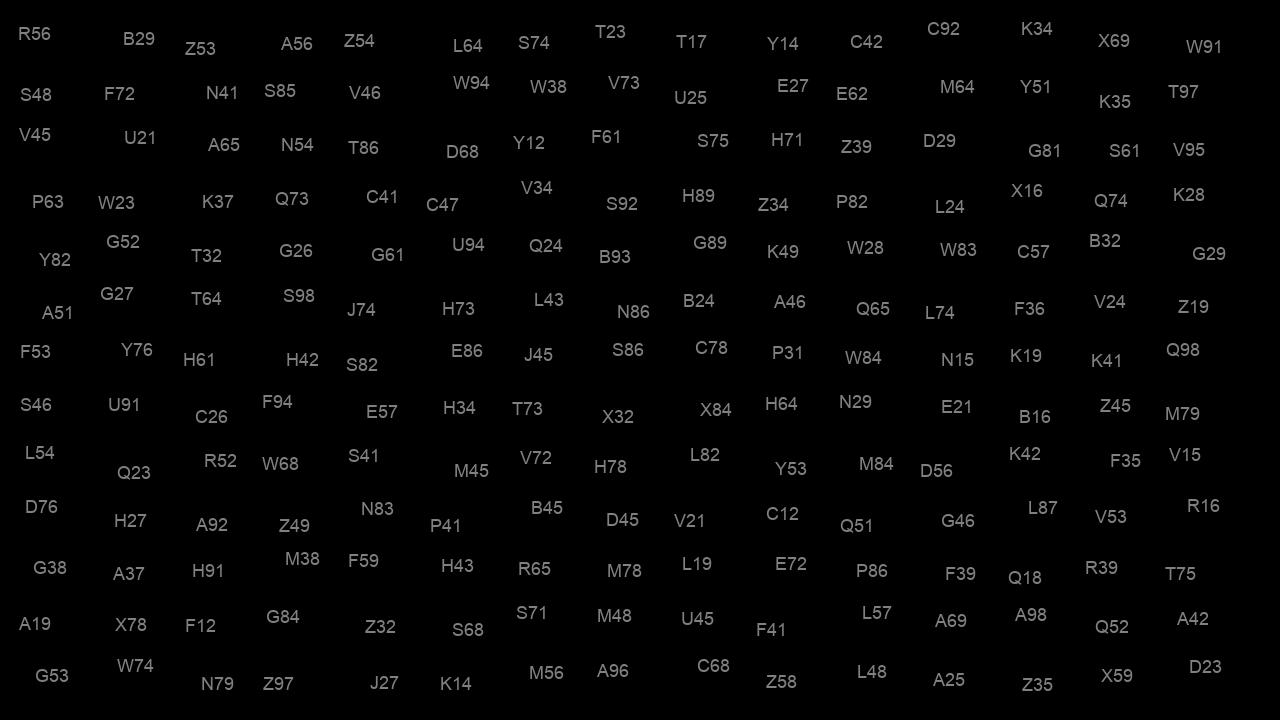 R56 B29 Z53 A56 Z54 L64 S74 T23 T17 Y14 C42 C92 K34 X69 W91
S48 F72 N41 S85 V46 W94 W38 V73 U25 E27 E62 M64 Y51 K35 T97
V45 U21 A65 N54 T86 D68 Y12 F61 S75 H71 Z39 D29 G81 S61 V95
P63 W23 K37 Q73 C41 C47 V34 S92 H89 Z34 P82 L24 X16 Q74 K28
Y82 G52 T32 G26 G61 U94 Q24 B93 G89 K49 W28 W83 C57 B32 G29
A51 G27 T64 S98 J74 H73 L43 N86 B24 A46 Q65 L74 F36 V24 Z19
F53 Y76 H61 H42 S82 E86 J45 S86 C78 P31 W84 N15 K19 K41 Q98
S46 U91 C26 F94 E57 H34 T73 X32 X84 H64 N29 E21 B16 Z45 M79
L54 Q23 R52 W68 S41 M45 V72 H78 L82 Y53 M84 D56 K42 F35 V15
D76 H27 A92 Z49 N83 P41 B45 D45 V21 C12 Q51 G46 L87 V53 R16
G38 A37 H91 M38 F59 H43 R65 M78 L19 E72 P86 F39 Q18 R39 T75
A19 X78 F12 G84 Z32 S68 S71 M48 U45 F41 L57 A69 A98 Q52 A42
G53 W74 N79 Z97 J27 K14 M56 A96 C68 Z58 L48 A25 Z35 X59 D23